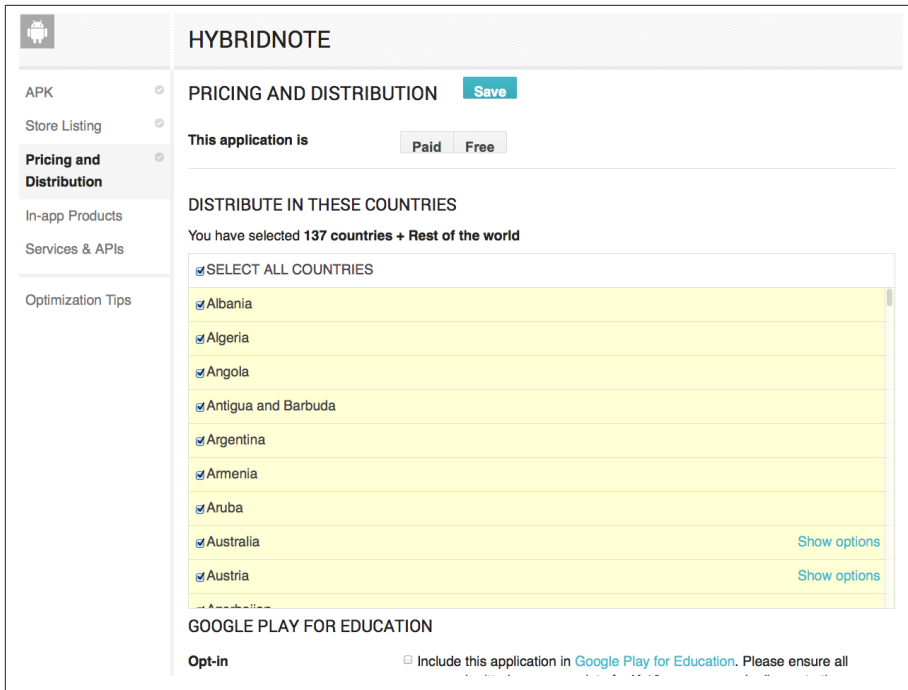 HYBRIDNOTE
APK
Store Listing
Pricing and
Distribution
In-app Products
Services & APIs
Optimization Tips
PRICING AND DISTRIBUTION Save
This application is Paid Free
DISTRIBUTE IN THESE COUNTRIES
You have selected 137 countries + Rest of the world
SELECT ALL COUNTRIES
Albania
Algeria
Angola
Antigua and Barbuda
Argentina
Armenia
Aruba
Australia Show options
Austria Show options
GOOGLE PLAY FOR EDUCATION
Opt-in Include this application in Google Play for Education. Please ensure all